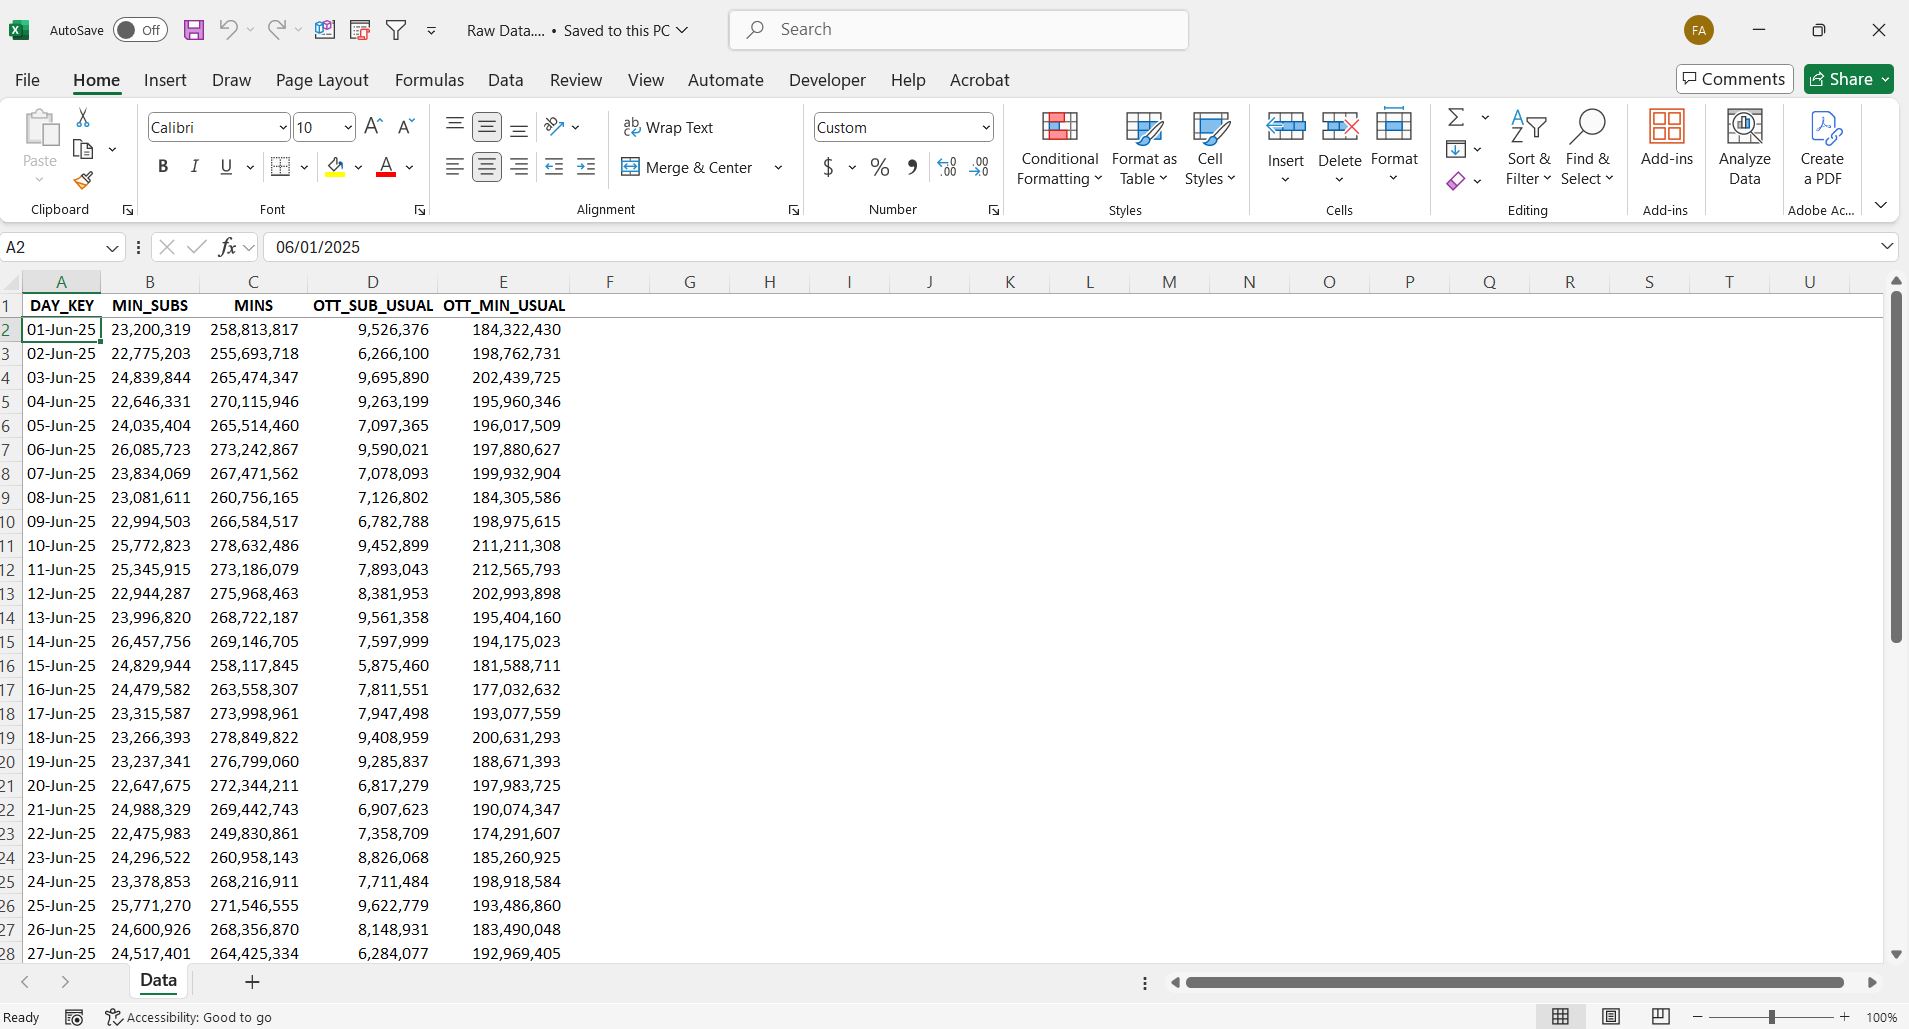 AutoSave Off Raw Data.... • Saved to this PC Search FA
File Home Insert Draw Page Layout Formulas Data Review View Automate Developer Help Acrobat Comments Share
Calibri 10 Wrap Text Custom
Paste B I U A Merge & Center $ % Conditional Formatting Format as Table Cell Styles Insert Delete Format Sort & Filter Find & Select Add-ins Analyze Data Create a PDF
Clipboard Font Alignment Number Styles Cells Editing Add-ins Adobe Ac...
A2 fx 06/01/2025
A B C D E F G H I J K L M N O P Q R S T U
1 DAY_KEY MIN_SUBS MINS OTT_SUB_USUAL OTT_MIN_USUAL
2 01-Jun-25 23,200,319 258,813,817 9,526,376 184,322,430
3 02-Jun-25 22,775,203 255,693,718 6,266,100 198,762,731
4 03-Jun-25 24,839,844 265,474,347 9,695,890 202,439,725
5 04-Jun-25 22,646,331 270,115,946 9,263,199 195,960,346
6 05-Jun-25 24,035,404 265,514,460 7,097,365 196,017,509
7 06-Jun-25 26,085,723 273,242,867 9,590,021 197,880,627
8 07-Jun-25 23,834,069 267,471,562 7,078,093 199,932,904
9 08-Jun-25 23,081,611 260,756,165 7,126,802 184,305,586
10 09-Jun-25 22,994,503 266,584,517 6,782,788 198,975,615
11 10-Jun-25 25,772,823 278,632,486 9,452,899 211,211,308
12 11-Jun-25 25,345,915 273,186,079 7,893,043 212,565,793
13 12-Jun-25 22,944,287 275,968,463 8,381,953 202,993,898
14 13-Jun-25 23,996,820 268,722,187 9,561,358 195,404,160
15 14-Jun-25 26,457,756 269,146,705 7,597,999 194,175,023
16 15-Jun-25 24,829,944 258,117,845 5,875,460 181,588,711
17 16-Jun-25 24,479,582 263,558,307 7,811,551 177,032,632
18 17-Jun-25 23,315,587 273,998,961 7,947,498 193,077,559
19 18-Jun-25 23,266,393 278,849,822 9,408,959 200,631,293
20 19-Jun-25 23,237,341 276,799,060 9,285,837 188,671,393
21 20-Jun-25 22,647,675 272,344,211 6,817,279 197,983,725
22 21-Jun-25 24,988,329 269,442,743 6,907,623 190,074,347
23 22-Jun-25 22,475,983 249,830,861 7,358,709 174,291,607
24 23-Jun-25 24,296,522 260,958,143 8,826,068 185,260,925
25 24-Jun-25 23,378,853 268,216,911 7,711,484 198,918,584
26 25-Jun-25 25,771,270 271,546,555 9,622,779 193,486,860
27 26-Jun-25 24,600,926 268,356,870 8,148,931 183,490,048
28 27-Jun-25 24,517,401 264,425,334 6,284,077 192,969,405
Data
Ready Accessibility: Good to go 100%